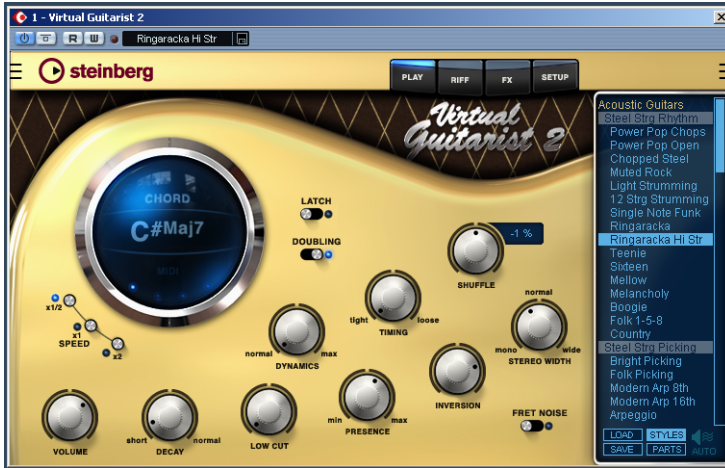 1 - Virtual Guitarist 2
R W Ringaracka Hi Str
steinberg
PLAY RIFF FX SETUP
Virtual
Guitarist 2
CHORD
C#Maj7
MIDI
LATCH
DOUBLING
-1 %
SHUFFLE
x1/2
x1
x2
SPEED
tight loose
TIMING
normal
mono wide
STEREO WIDTH
normal max
DYNAMICS
VOLUME
short normal
DECAY
LOW CUT
min max
PRESENCE
INVERSION
FRET NOISE
Acoustic Guitars
Steel Strg Rhythm
Power Pop Chops
Power Pop Open
Chopped Steel
Muted Rock
Light Strumming
12 Strg Strumming
Single Note Funk
Ringaracka
Ringaracka Hi Str
Teenie
Sixteen
Mellow
Melancholy
Boogie
Folk 1-5-8
Country
Steel Strg Picking
Bright Picking
Folk Picking
Modern Arp 8th
Modern Arp 16th
Arpeggio
LOAD STYLES
SAVE PARTS AUTO